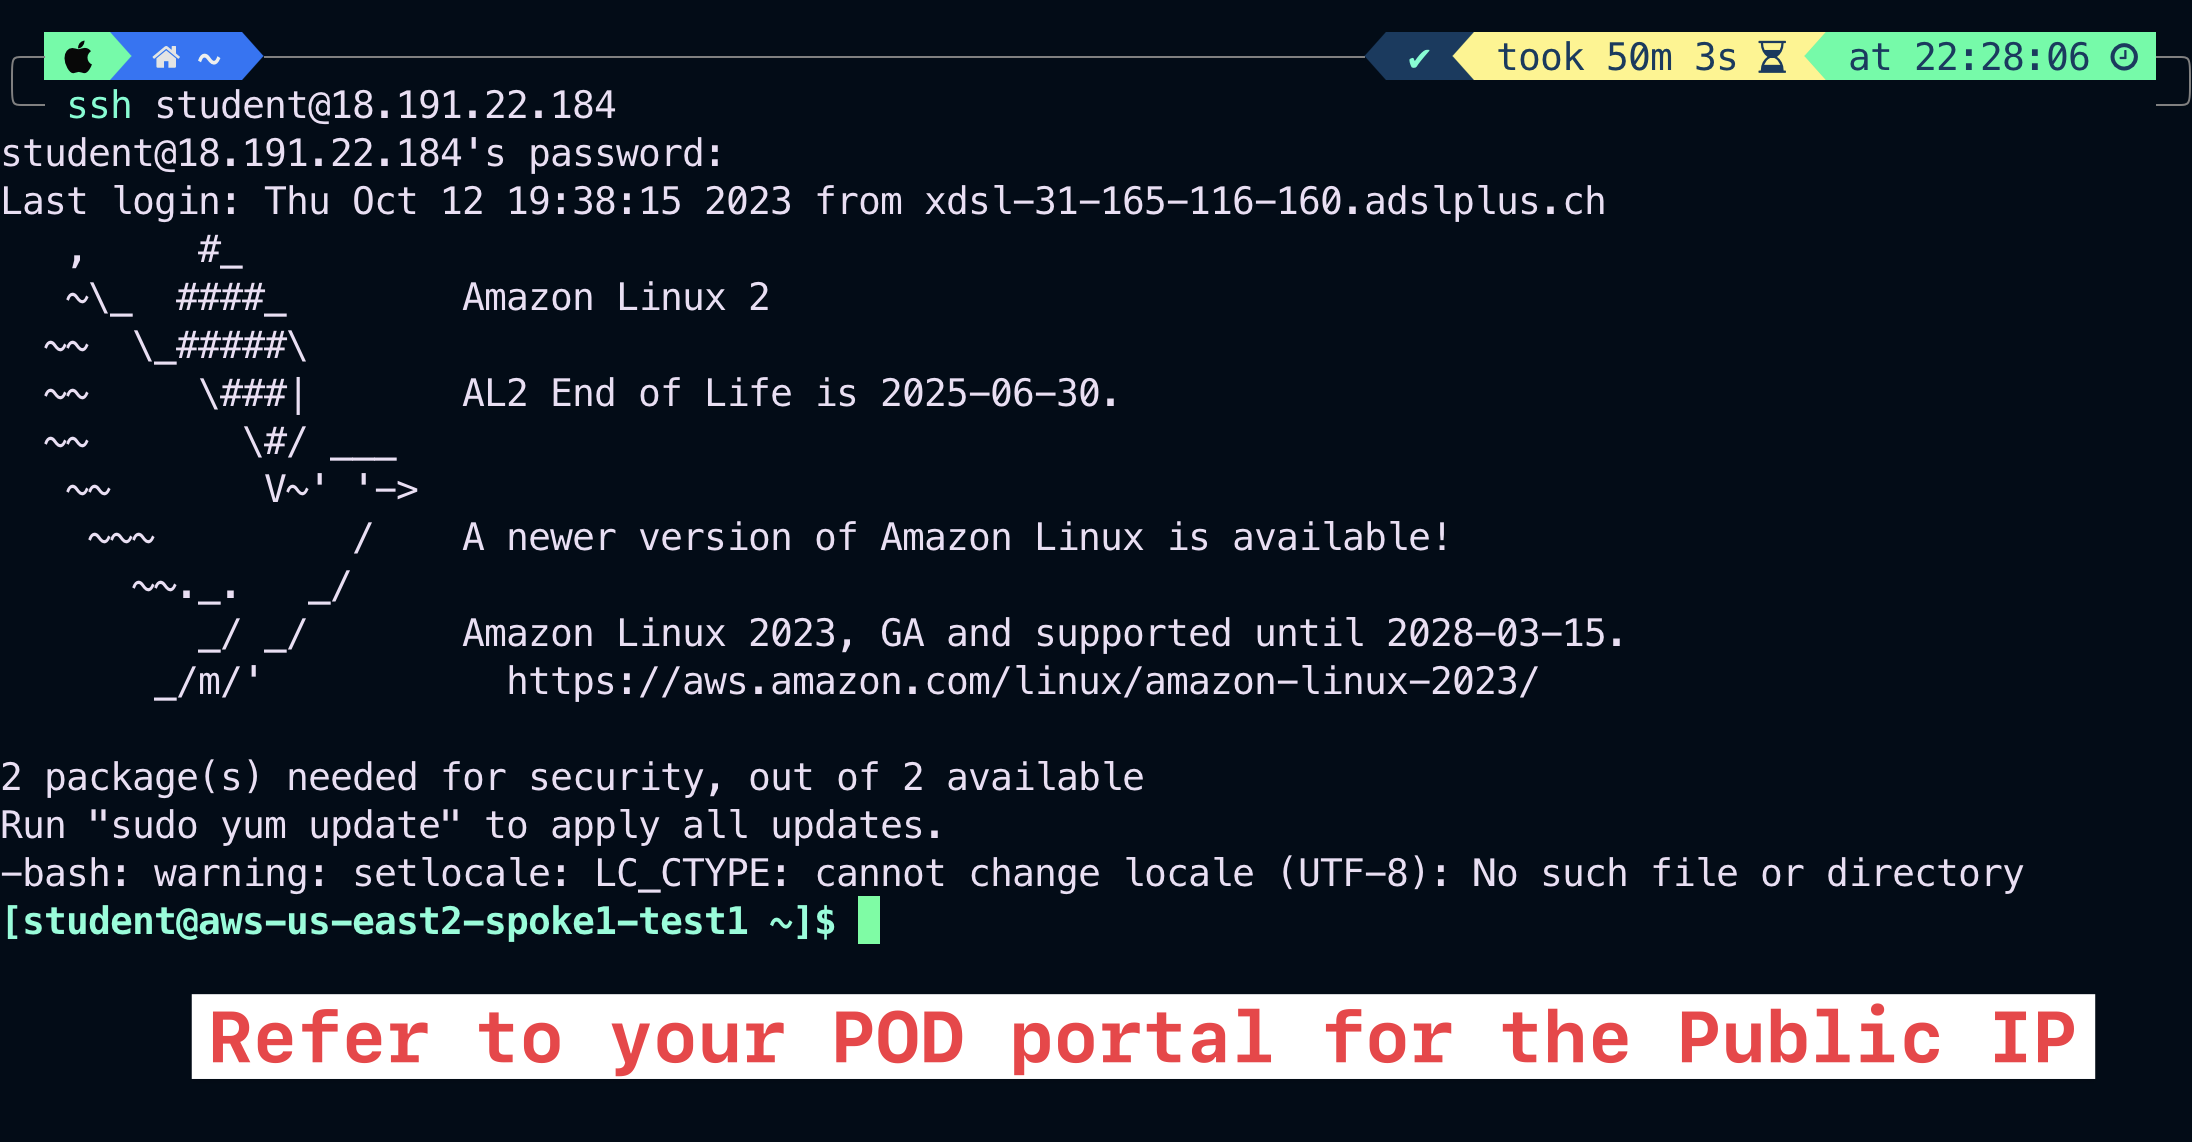 ~ ✔ took 50m 3s at 22:28:06
ssh student@18.191.22.184
student@18.191.22.184's password:
Last login: Thu Oct 12 19:38:15 2023 from xdsl-31-165-116-160.adslplus.ch
   ,     #_
   ~\_  ####_        Amazon Linux 2
  ~~  \_#####\
  ~~     \###|       AL2 End of Life is 2025-06-30.
  ~~       \#/ ___
   ~~       V~' '->
    ~~~         /    A newer version of Amazon Linux is available!
      ~~._.   _/
         _/ _/       Amazon Linux 2023, GA and supported until 2028-03-15.
       _/m/'           https://aws.amazon.com/linux/amazon-linux-2023/
2 package(s) needed for security, out of 2 available
Run "sudo yum update" to apply all updates.
-bash: warning: setlocale: LC_CTYPE: cannot change locale (UTF-8): No such file or directory
[student@aws-us-east2-spoke1-test1 ~]$
Refer to your POD portal for the Public IP